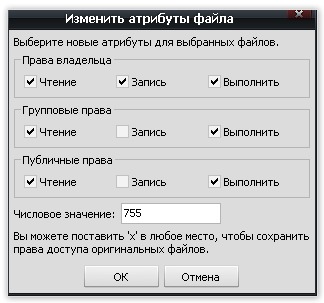 Изменить атрибуты файла
Выберите новые атрибуты для выбранных файлов.
Права владельца
Чтение Запись Выполнить
Групповые права
Чтение Запись Выполнить
Публичные права
Чтение Запись Выполнить
Числовое значение: 755
Вы можете поставить 'x' в любое место, чтобы сохранить
права доступа оригинальных файлов.
ОК Отмена